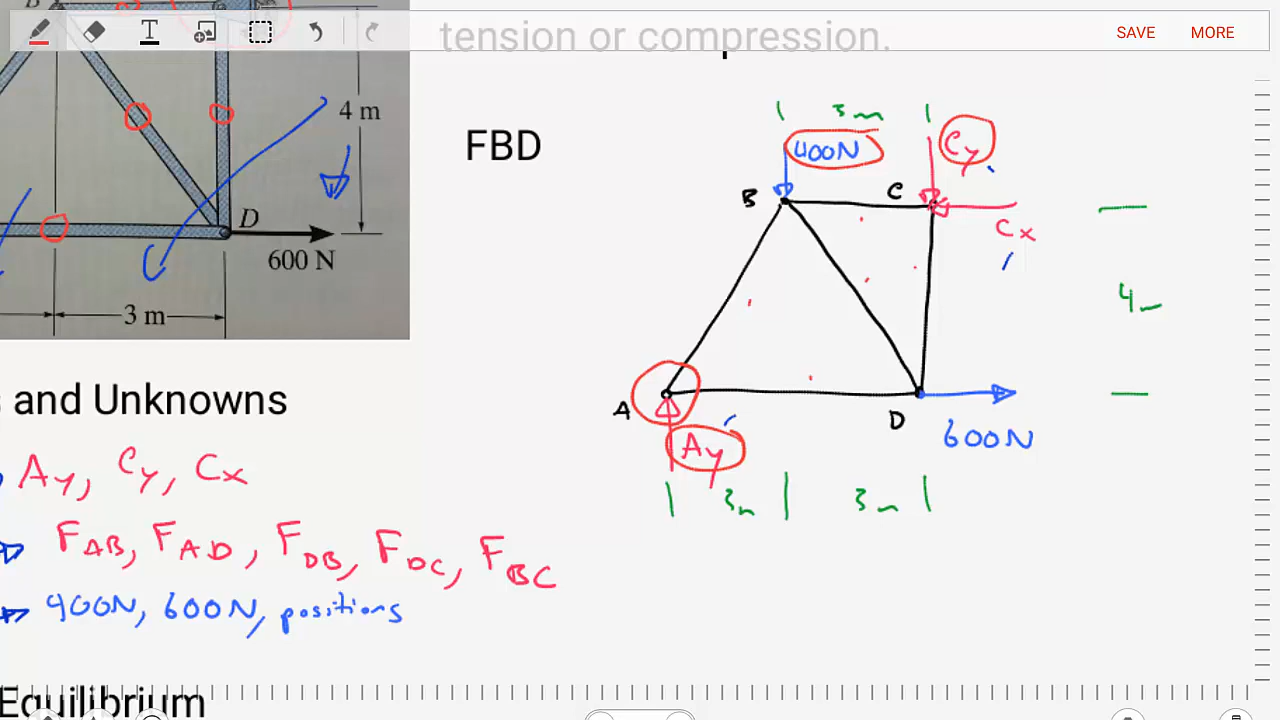 B
T
SAVE
MORE
tension or compression.
4 m
D
600 N
3 m
FBD
3m
400N
Cy
B
C
Cx
4m
A
D
Ay
600N
3m
3m
and Unknowns
Ay, Cy, Cx
FAB, FAD, FDB, FDC, FBC
400N, 600N, positions
Equilibrium